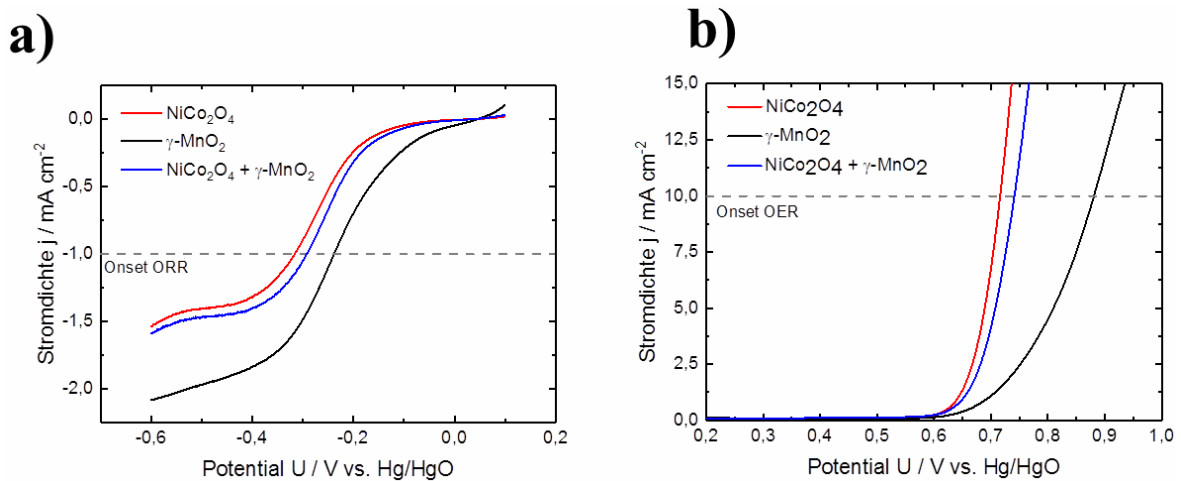 a)
0,0
-0,5
-1,0
-1,5
-2,0
Stromdichte j / mA cm⁻²
NiCo₂O₄
γ-MnO₂
NiCo₂O₄ + γ-MnO₂
Onset ORR
-0,6 -0,4 -0,2 0,0 0,2
Potential U / V vs. Hg/HgO
b)
15,0
12,5
10,0
7,5
5,0
2,5
0,0
Stromdichte j / mA cm⁻²
NiCo₂O₄
γ-MnO₂
NiCo₂O₄ + γ-MnO₂
Onset OER
0,2 0,3 0,4 0,5 0,6 0,7 0,8 0,9 1,0
Potential U / V vs. Hg/HgO